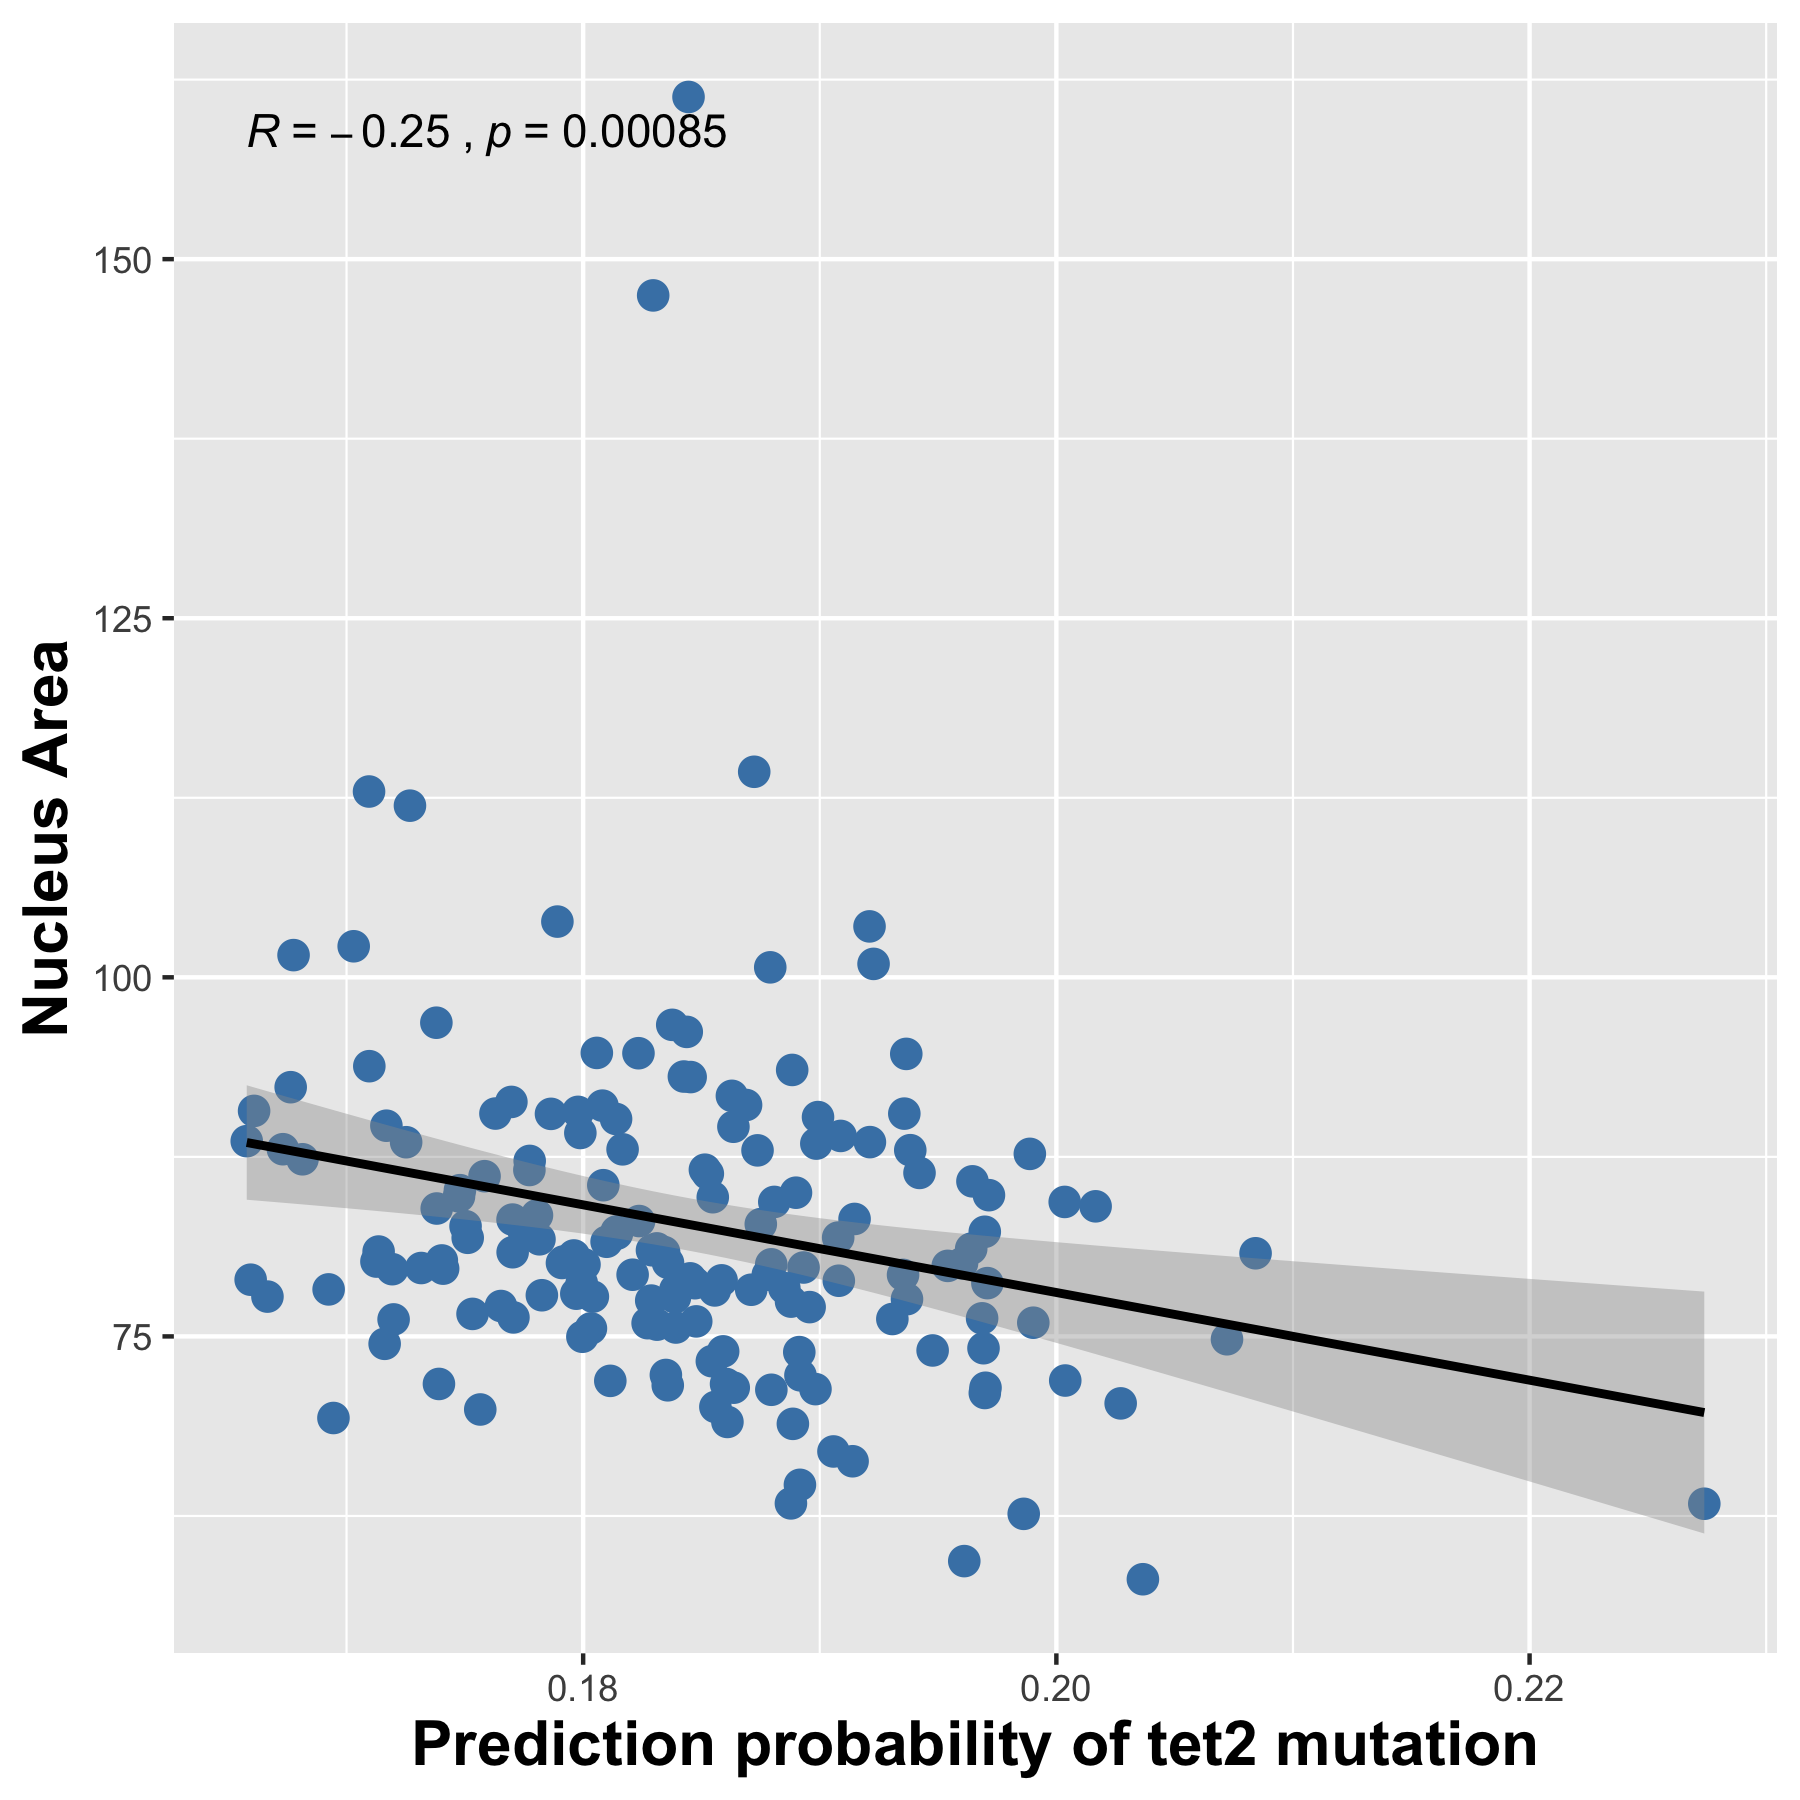 R = −0.25 , p = 0.00085
150
125
100
75
Nucleus Area
0.18 0.20 0.22
Prediction probability of tet2 mutation